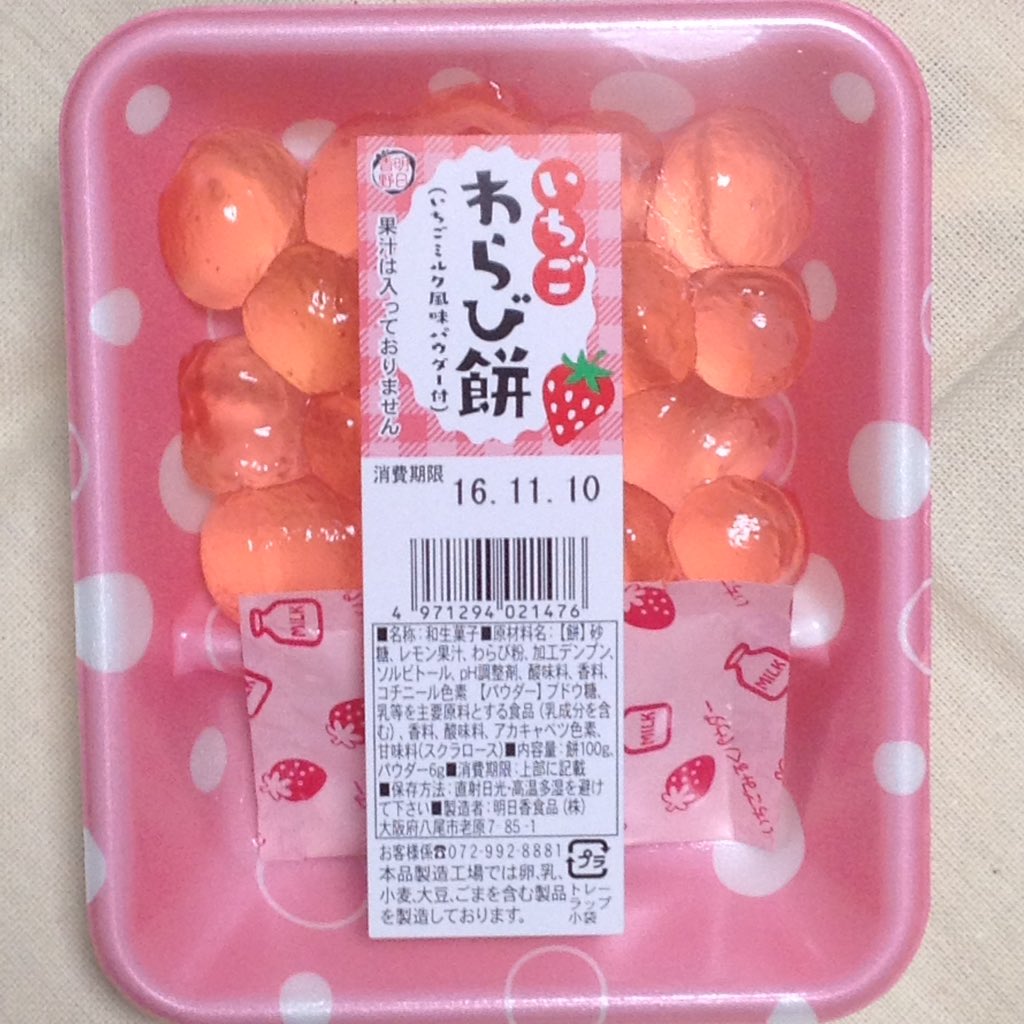 明日
香野
いちご
わらび餅
(いちごミルク風味パウダー付)
果汁は入っておりません
消費期限
16.11.10
4 971294 021476
■名称:和生菓子■原材料名:【餅】砂
糖、レモン果汁、わらび粉、加工デンプン、
ソルビトール、pH調整剤、酸味料、香料、
コチニール色素 【パウダー】ブドウ糖、
乳等を主要原料とする食品(乳成分を含
む)、香料、酸味料、アカキャベツ色素、
甘味料(スクラロース)■内容量:餅100g、
パウダー6g■消費期限:上部に記載
■保存方法:直射日光・高温多湿を避け
て下さい■製造者:明日香食品(株)
大阪府八尾市老原7-85-1
お客様係☎072-992-8881
本品製造工場では卵、乳、
小麦、大豆、ごまを含む製品
を製造しております。
プラ
トレー
ラップ
小袋
MILK
MILK
MILK